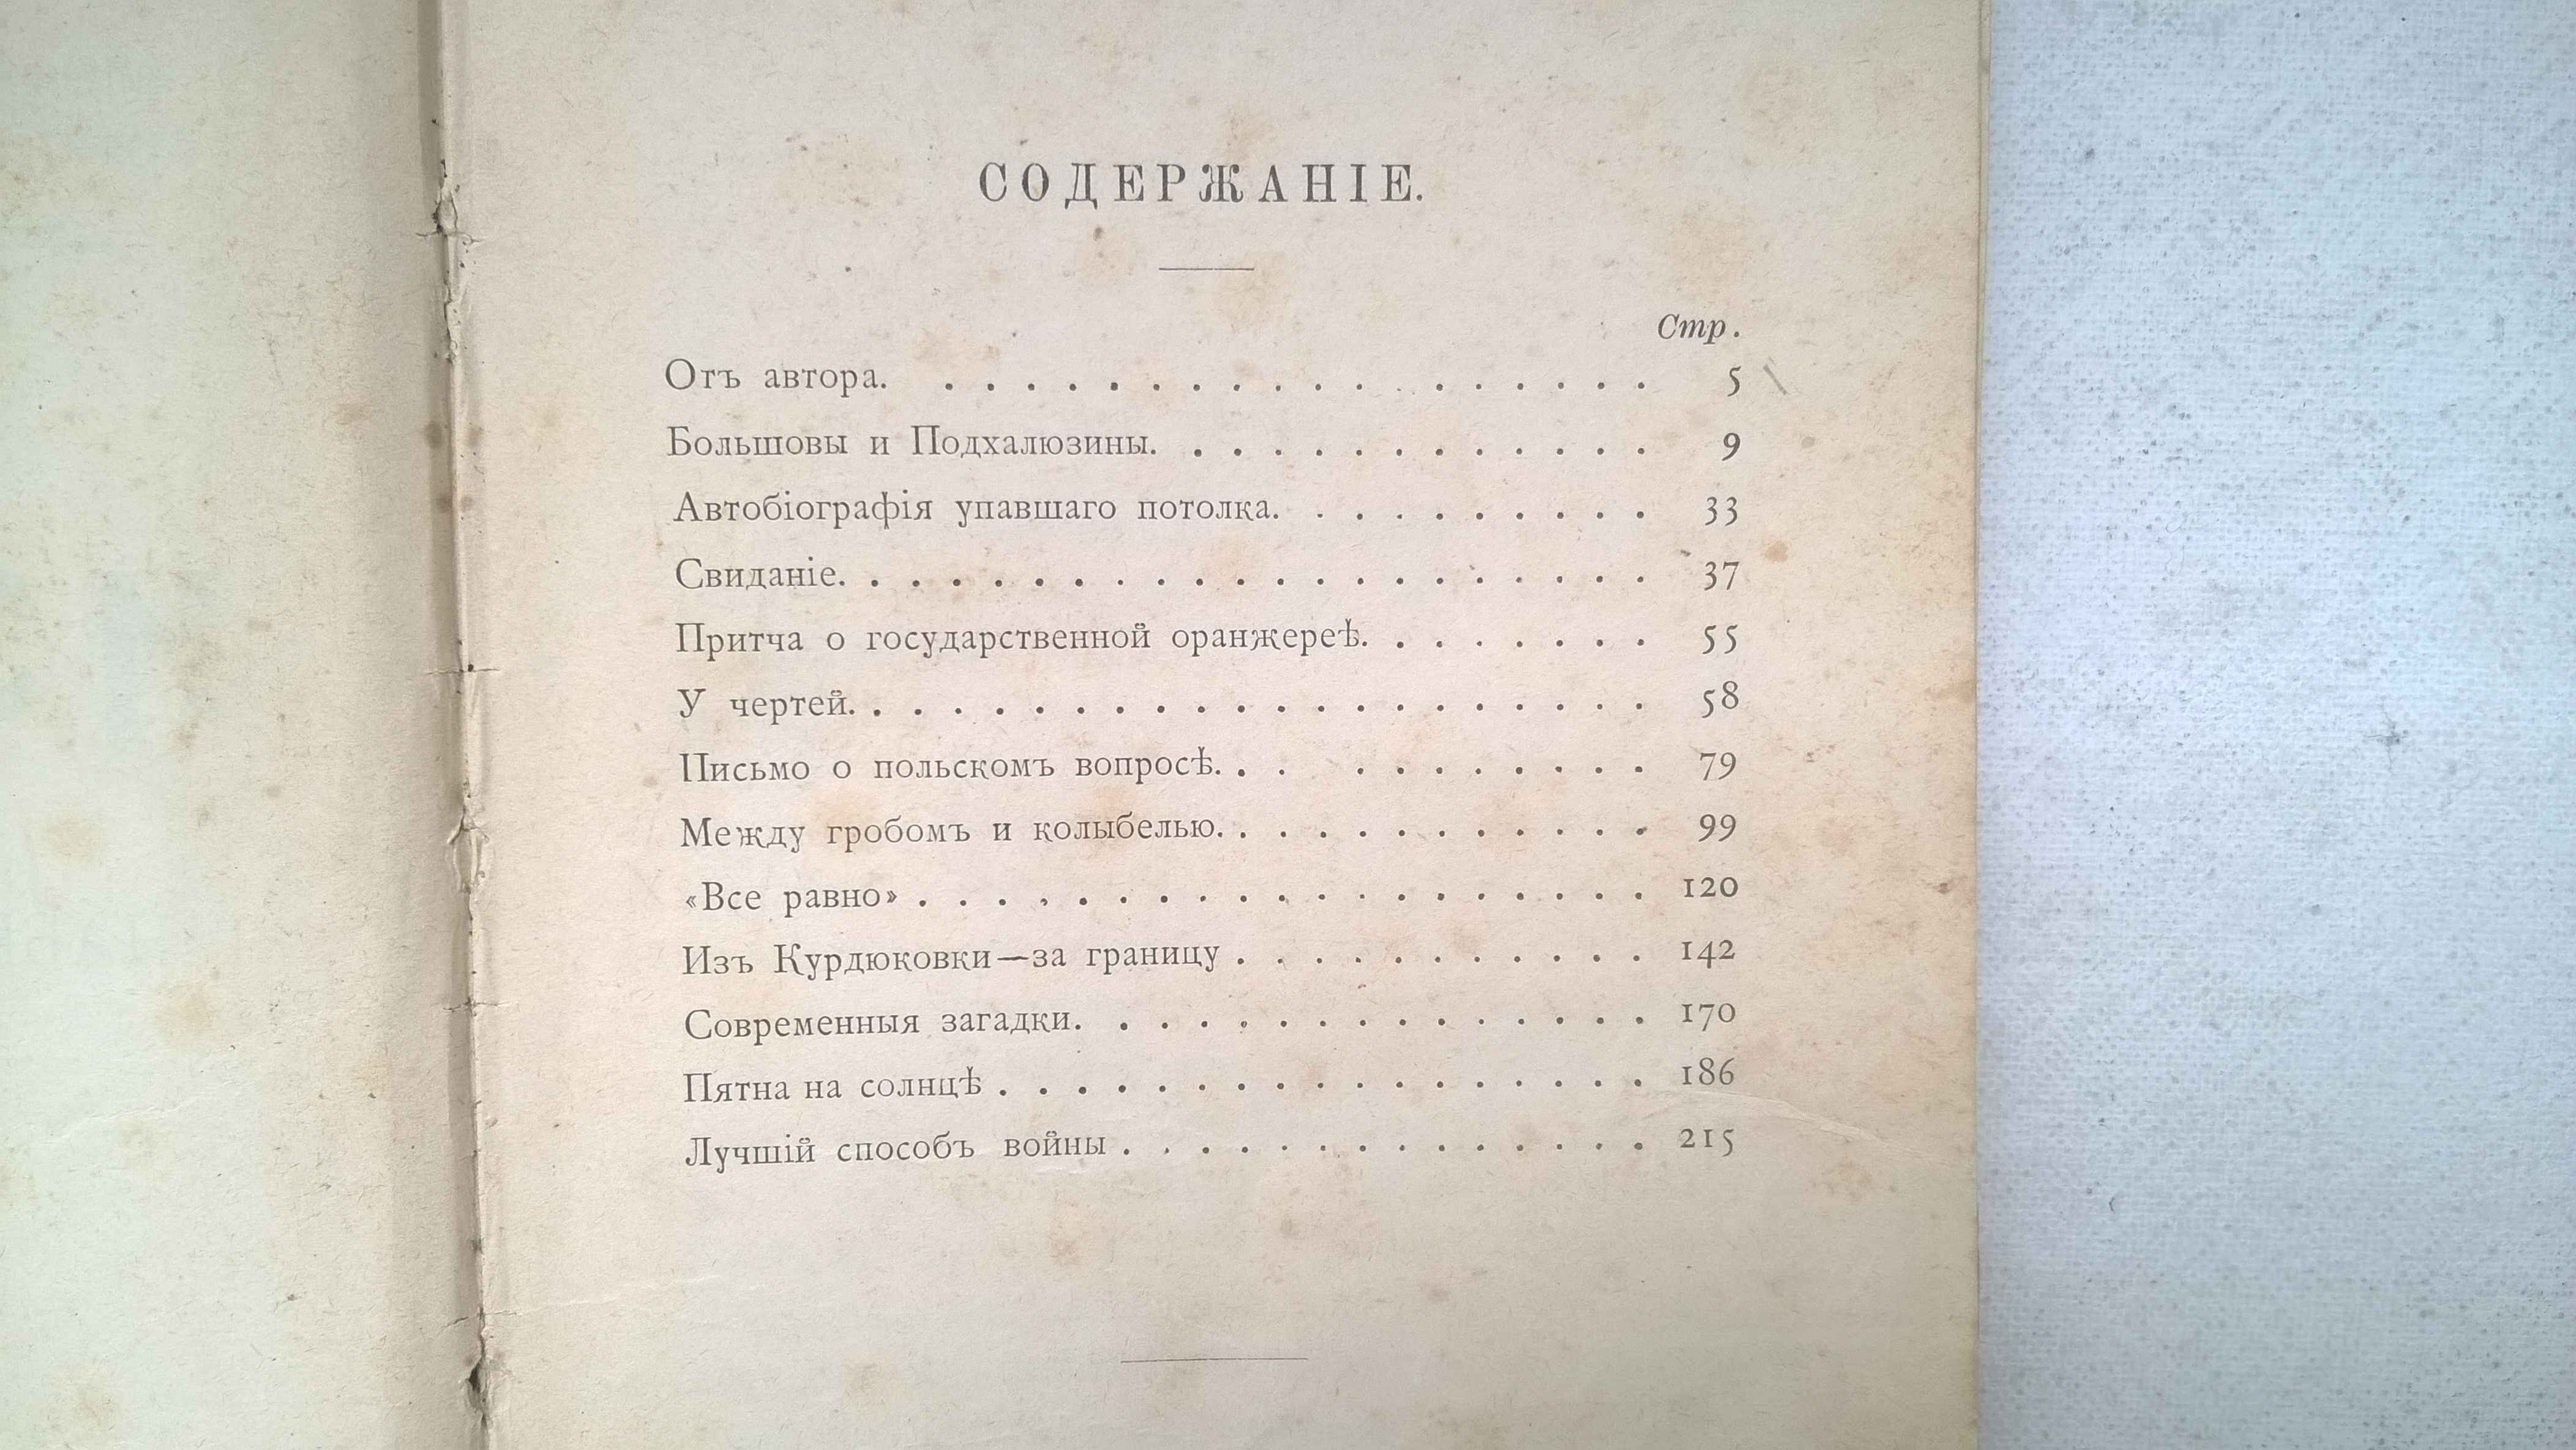 СОДЕРЖАНІЕ.
Стр.
Отъ автора. . . . . . . . . . . . . . . . . . . 5
Большовы и Подхалюзины. . . . . . . . . . . . . 9
Автобіографія упавшаго потолка. . . . . . . . . . 33
Свиданіе. . . . . . . . . . . . . . . . . . . . . 37
Притча о государственной оранжереѣ. . . . . . . . 55
У чертей. . . . . . . . . . . . . . . . . . . . . 58
Письмо о польскомъ вопросѣ. . . . . . . . . . . 79
Между гробомъ и колыбелью. . . . . . . . . . . . 99
«Все равно» . . . . . . . . . . . . . . . . . . . 120
Изъ Курдюковки—за границу . . . . . . . . . . . 142
Современныя загадки. . . . . . . . . . . . . . . 170
Пятна на солнцѣ . . . . . . . . . . . . . . . . . 186
Лучшій способъ войны . . . . . . . . . . . . . . 215